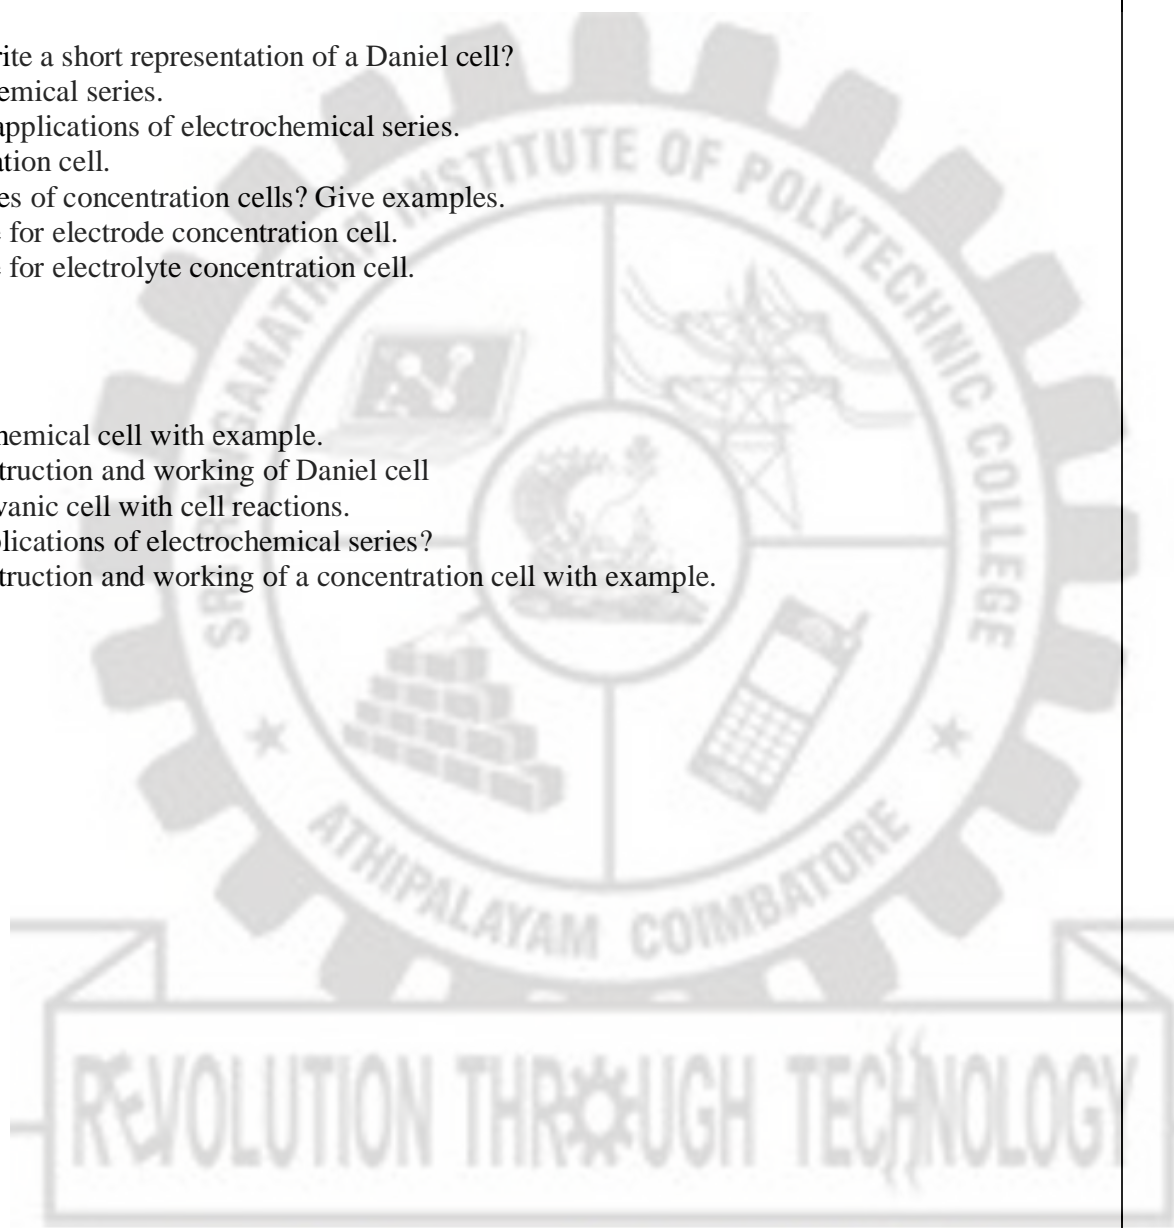 rite a short representation of a Daniel cell?
emical series.
applications of electrochemical series.
ation cell.
es of concentration cells? Give examples.
e for electrode concentration cell.
e for electrolyte concentration cell.
hemical cell with example.
truction and working of Daniel cell
vanic cell with cell reactions.
plications of electrochemical series?
truction and working of a concentration cell with example.
SRI RANGANATHAR INSTITUTE OF POLYTECHNIC COLLEGE
ATHIPALAYAM COIMBATORE
REVOLUTION THROUGH TECHNOLOGY